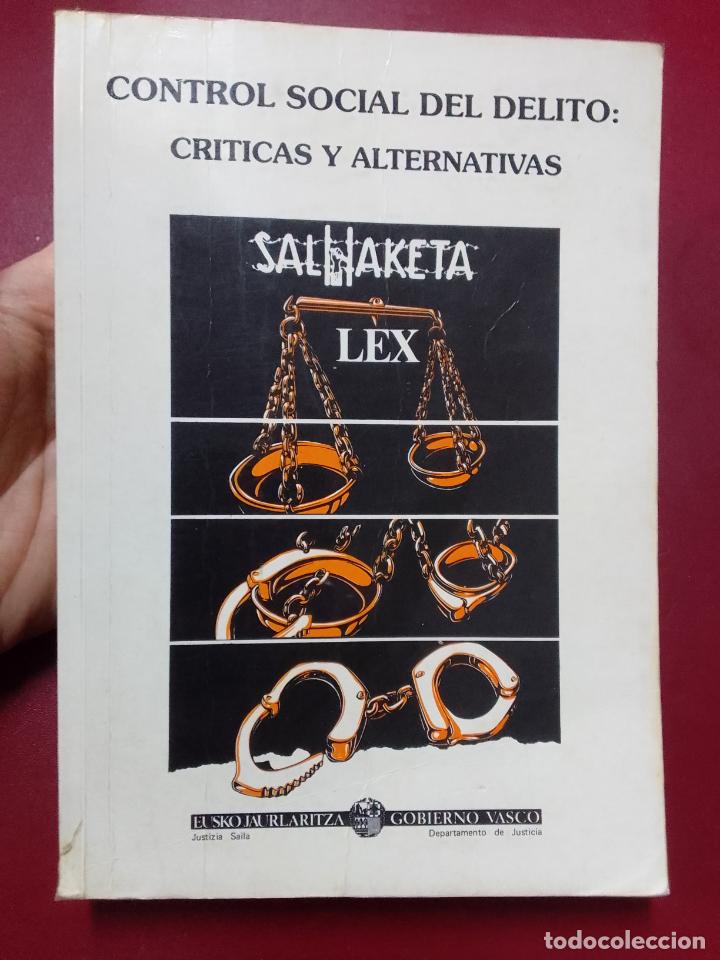 CONTROL SOCIAL DEL DELITO:
CRITICAS Y ALTERNATIVAS
SALHAKETA
LEX
EUSKO JAURLARITZA GOBIERNO VASCO
Justizia Saila Departamento de Justicia
todocoleccion